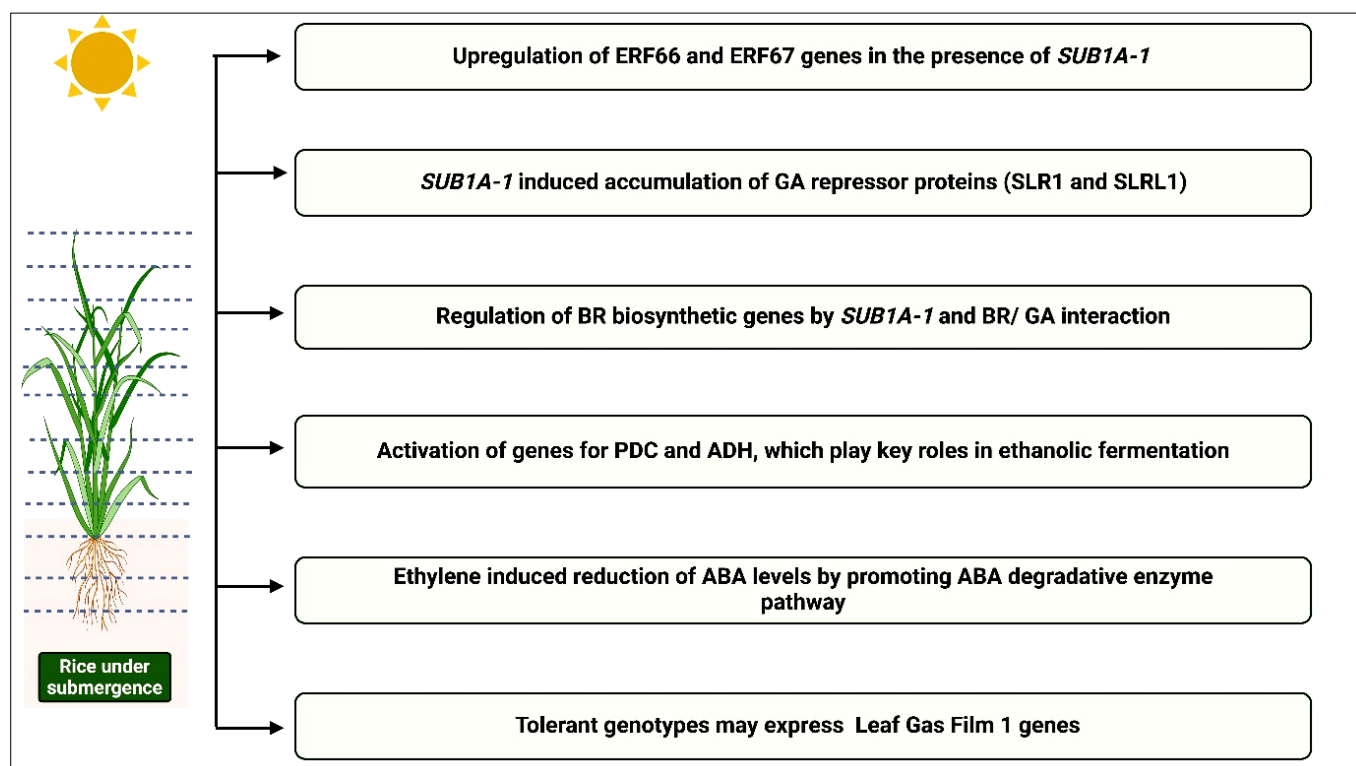 Upregulation of ERF66 and ERF67 genes in the presence of SUB1A-1
SUB1A-1 induced accumulation of GA repressor proteins (SLR1 and SLRL1)
Regulation of BR biosynthetic genes by SUB1A-1 and BR/ GA interaction
Activation of genes for PDC and ADH, which play key roles in ethanolic fermentation
Ethylene induced reduction of ABA levels by promoting ABA degradative enzyme
pathway
Tolerant genotypes may express Leaf Gas Film 1 genes
Rice under
submergence